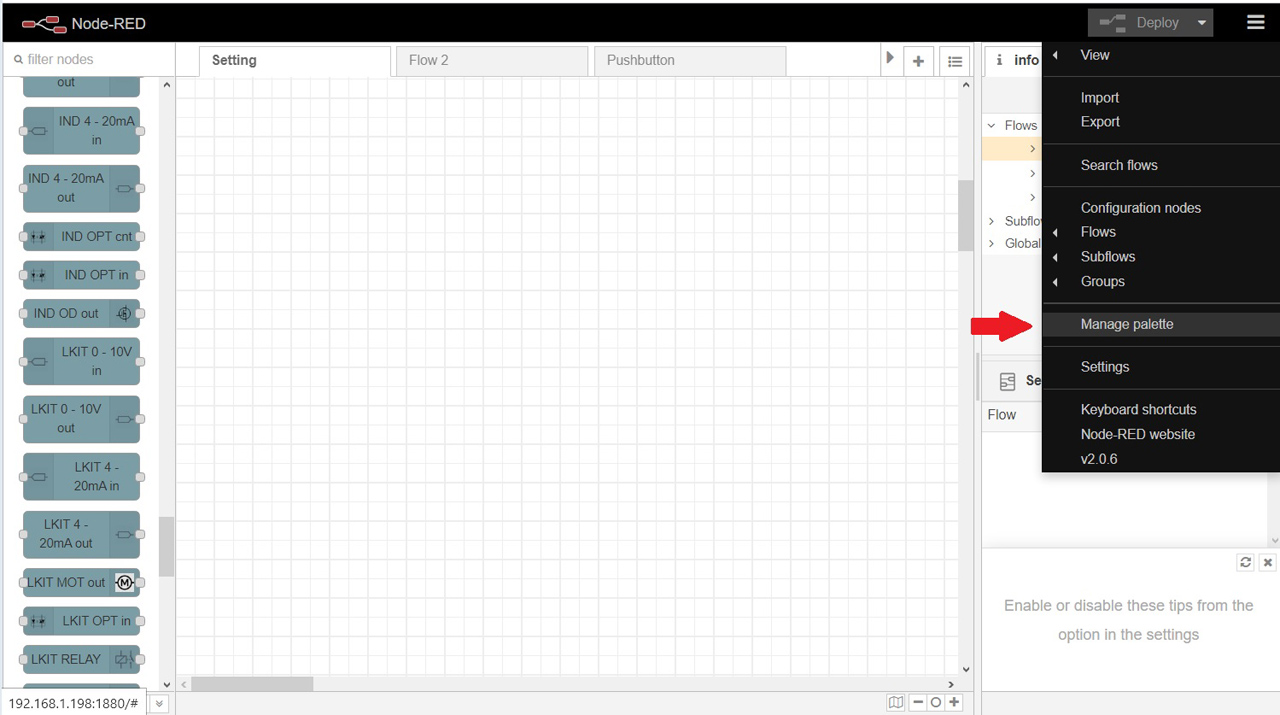 Node-RED
Deploy
filter nodes
Setting
Flow 2
Pushbutton
info
out
IND 4 - 20mA
in
IND 4 - 20mA
out
IND OPT cnt
IND OPT in
IND OD out
LKIT 0 - 10V
in
LKIT 0 - 10V
out
LKIT 4 -
20mA in
LKIT 4 -
20mA out
LKIT MOT out
LKIT OPT in
LKIT RELAY
192.168.1.198:1880/#
Flows
Subflo
Global
Se
Flow
View
Import
Export
Search flows
Configuration nodes
Flows
Subflows
Groups
Manage palette
Settings
Keyboard shortcuts
Node-RED website
v2.0.6
Enable or disable these tips from the
option in the settings